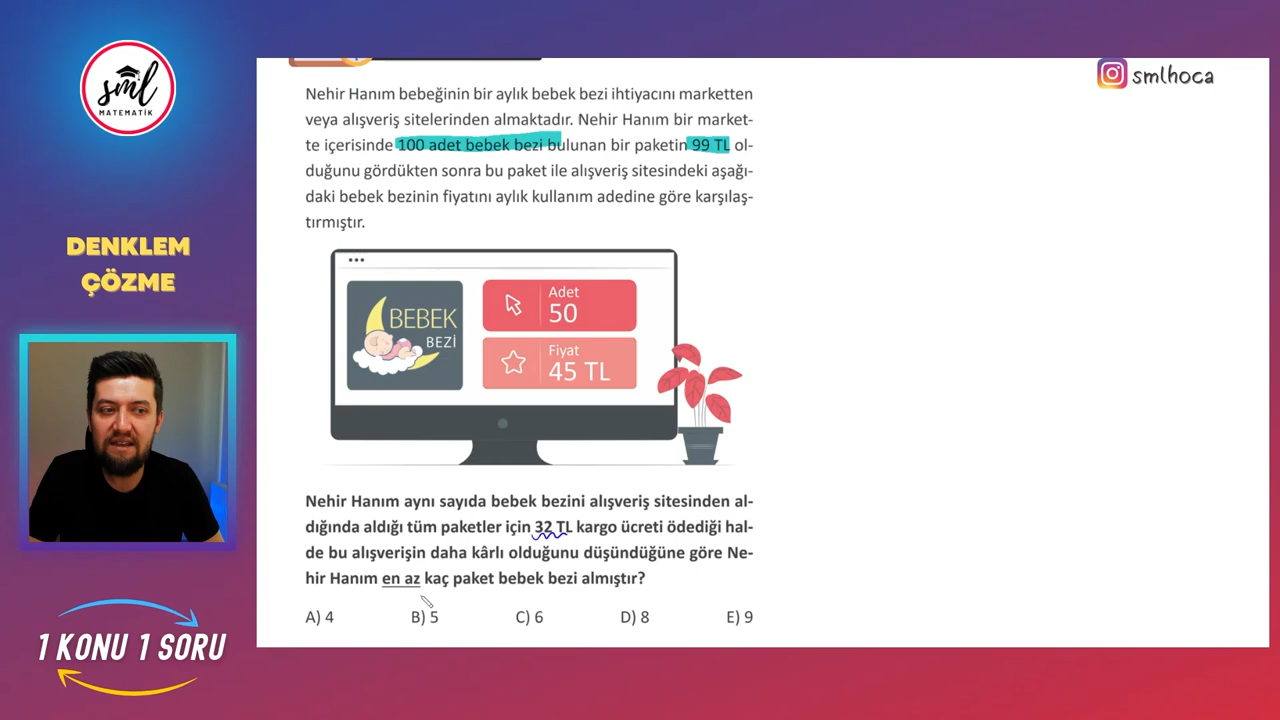 sml
MATEMATİK
smlhoca
DENKLEM
ÇÖZME
1 KONU 1 SORU
Nehir Hanım bebeğinin bir aylık bebek bezi ihtiyacını marketten
veya alışveriş sitelerinden almaktadır. Nehir Hanım bir market-
te içerisinde 100 adet bebek bezi bulunan bir paketin 99 TL ol-
duğunu gördükten sonra bu paket ile alışveriş sitesindeki aşağı-
daki bebek bezinin fiyatını aylık kullanım adedine göre karşılaş-
tırmıştır.
BEBEK
BEZİ
Adet
50
Fiyat
45 TL
Nehir Hanım aynı sayıda bebek bezini alışveriş sitesinden al-
dığında aldığı tüm paketler için 32 TL kargo ücreti ödediği hal-
de bu alışverişin daha kârlı olduğunu düşündüğüne göre Ne-
hir Hanım en az kaç paket bebek bezi almıştır?
A) 4 B) 5 C) 6 D) 8 E) 9